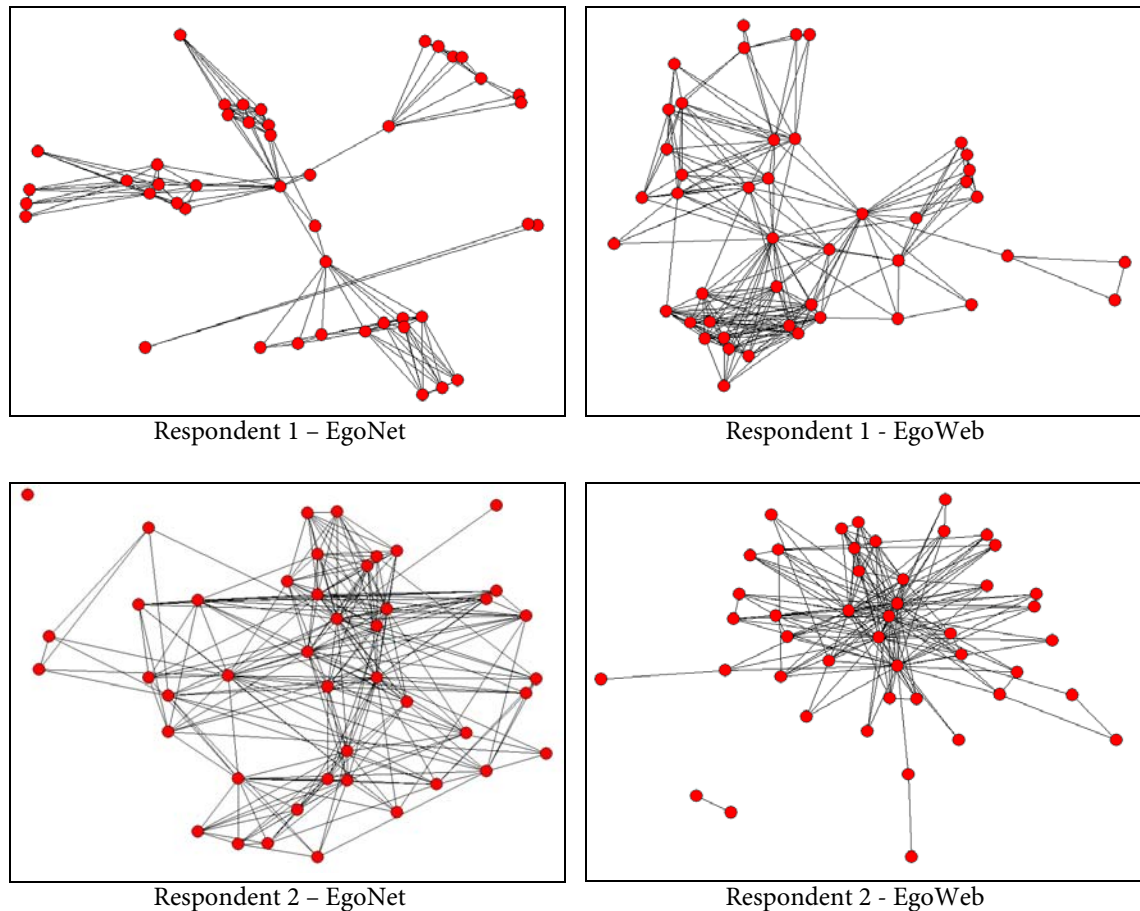 Respondent 1 – EgoNet
Respondent 1 - EgoWeb
Respondent 2 – EgoNet
Respondent 2 - EgoWeb